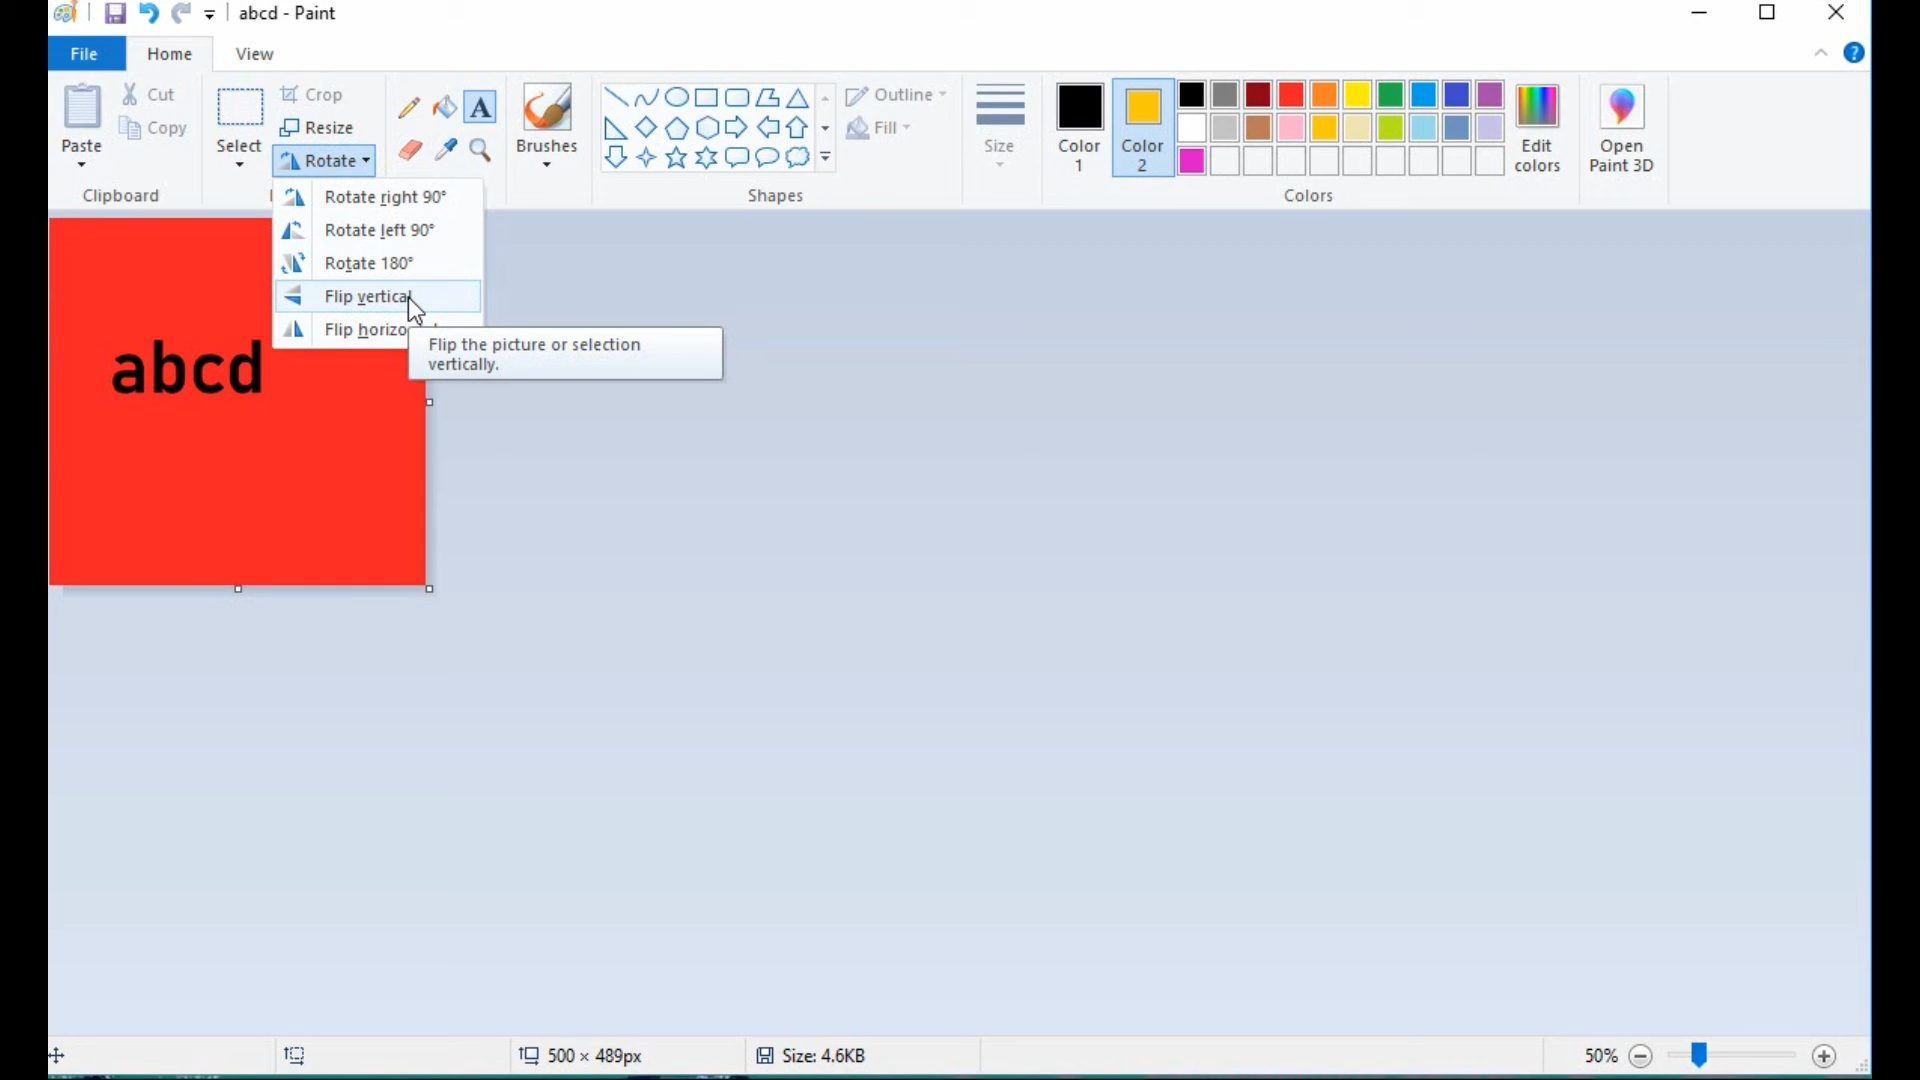 abcd - Paint
File Home View
Paste
Cut
Copy
Clipboard
Select
Crop
Resize
Rotate
A
Brushes
Shapes
Outline
Fill
Size
Color
1
Color
2
Colors
Edit
colors
Open
Paint 3D
?
Rotate right 90°
Rotate left 90°
Rotate 180°
Flip vertical
Flip horizo
Flip the picture or selection
vertically.
abcd
500 × 489px
Size: 4.6KB
50%